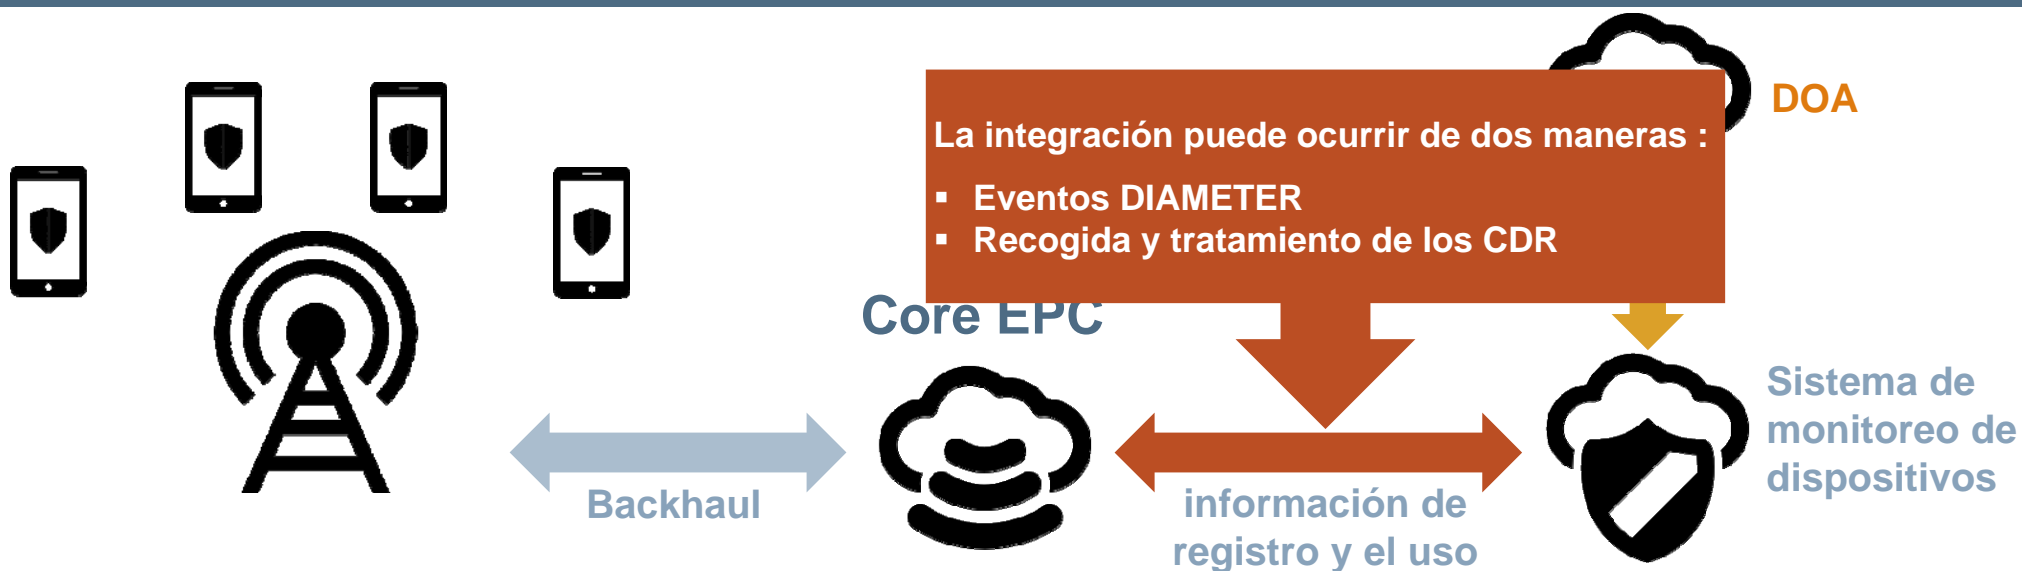 DOA
La integración puede ocurrir de dos maneras :
▪ Eventos DIAMETER
▪ Recogida y tratamiento de los CDR
Core EPC
Backhaul
información de
registro y el uso
Sistema de
monitoreo de
dispositivos